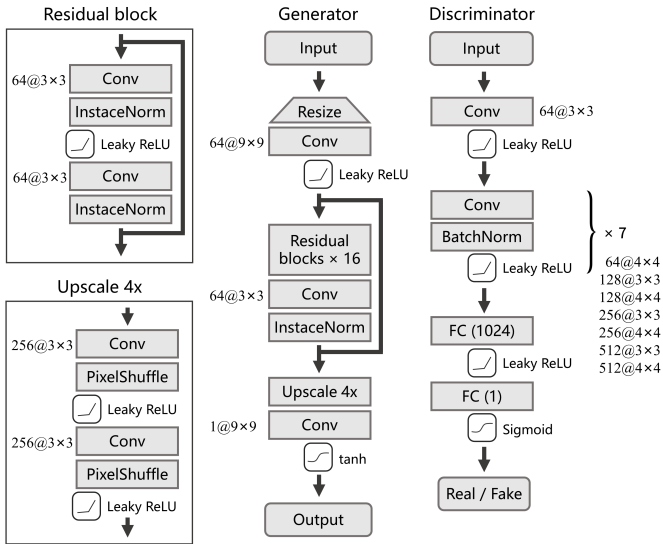 Residual block
64@3×3
Conv
InstaceNorm
Leaky ReLU
64@3×3
Conv
InstaceNorm
Upscale 4x
256@3×3
Conv
PixelShuffle
Leaky ReLU
256@3×3
Conv
PixelShuffle
Leaky ReLU
Generator
Input
Resize
64@9×9
Conv
Leaky ReLU
Residual
blocks × 16
64@3×3
Conv
InstaceNorm
Upscale 4x
1@9×9
Conv
tanh
Output
Discriminator
Input
Conv
64@3×3
Leaky ReLU
Conv
BatchNorm
Leaky ReLU
× 7
64@4×4
128@3×3
128@4×4
256@3×3
256@4×4
512@3×3
512@4×4
FC (1024)
Leaky ReLU
FC (1)
Sigmoid
Real / Fake